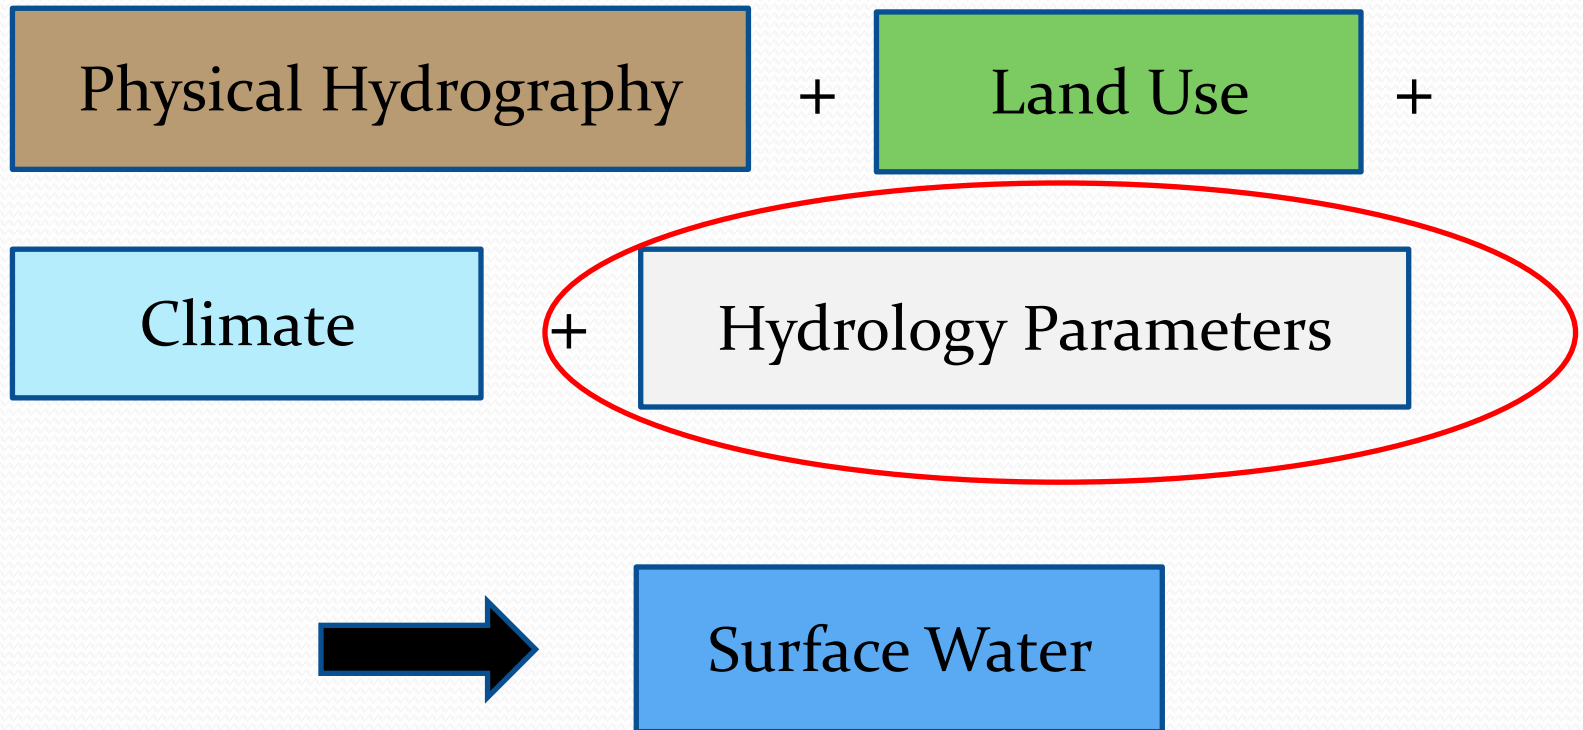 Physical Hydrography + Land Use +
Climate + Hydrology Parameters
Surface Water